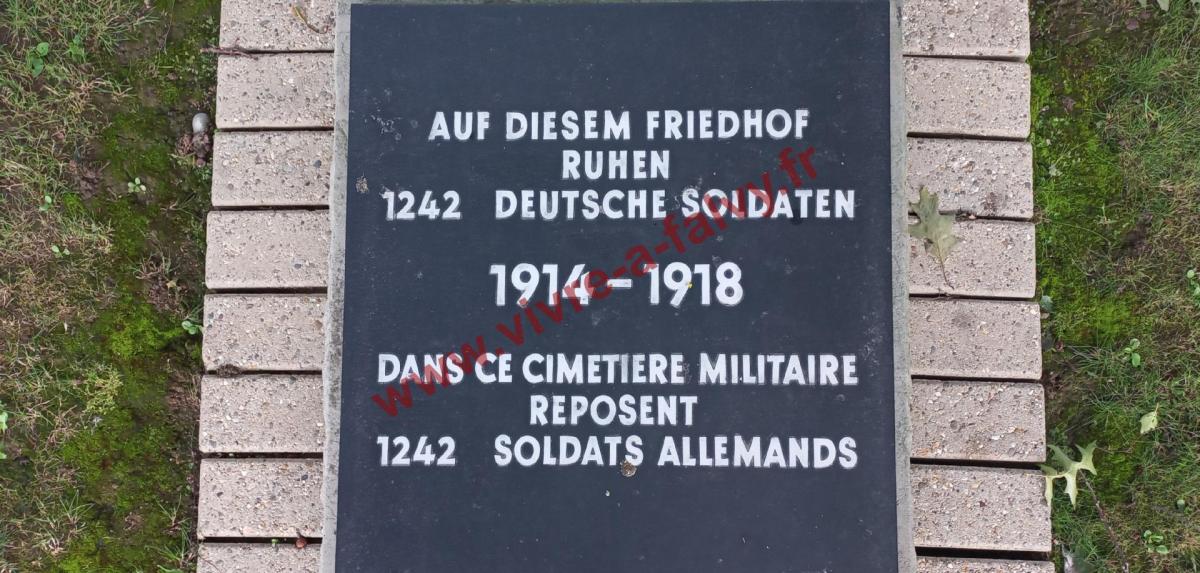 AUF DIESEM FRIEDHOF
RUHEN
1242 DEUTSCHE SOLDATEN
1914-1918
DANS CE CIMETIERE MILITAIRE
REPOSENT
1242 SOLDATS ALLEMANDS
www.vivre-a-falvy.fr